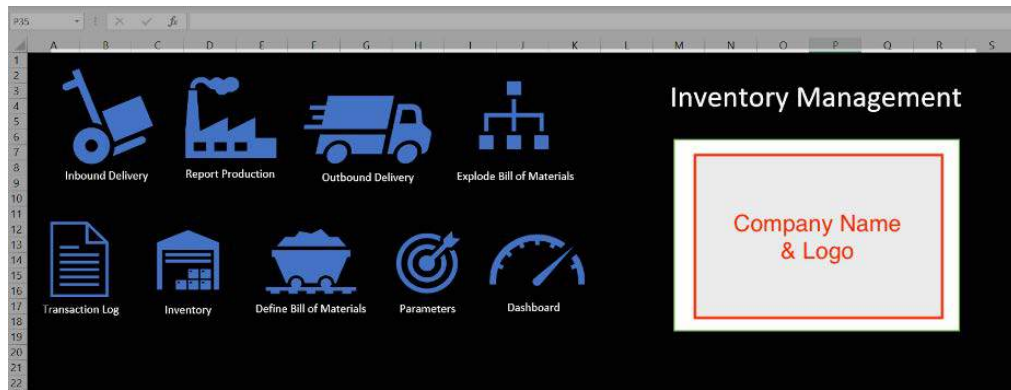 P35
fx
A B C D E F G H I J K L M N O P Q R S
1
2
3
4
5
6
7
8
9
10
11
12
13
14
15
16
17
18
19
20
21
22
Inventory Management
Inbound Delivery
Report Production
Outbound Delivery
Explode Bill of Materials
Company Name
& Logo
Transaction Log
Inventory
Define Bill of Materials
Parameters
Dashboard